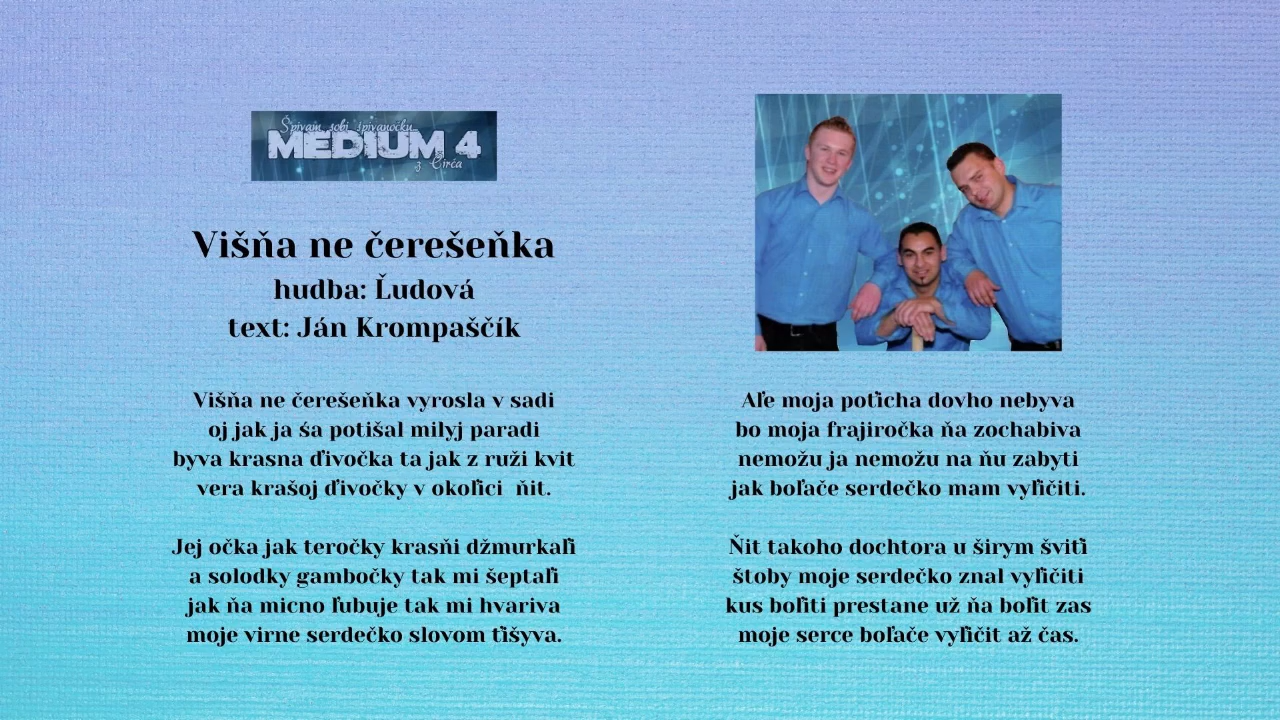 Špivam sobi špivanočku
MEDIUM 4
z Čirča
Višňa ne čerešeňka
hudba: Ľudová
text: Ján Krompaščík
Višňa ne čerešeňka vyrosla v sadi
oj jak ja śa potišal milyj paradi
byva krasna ďivočka ta jak z ruži kvit
vera krašoj ďivočky v okoľici  ňit.
Jej očka jak teročky krasňi džmurkaľi
a solodky gambočky tak mi šeptaľi
jak ňa micno ľubuje tak mi hvariva
moje virne serdečko slovom ťišyva.
Aľe moja poťicha dovho nebyva
bo moja frajiročka ňa zochabiva
nemožu ja nemožu na ňu zabyti
jak boľače serdečko mam vyľičiti.
Ňit takoho dochtora u širym šviťi
štoby moje serdečko znal vyľičiti
kus boľiti prestane už ňa boľit zas
moje serce boľače vyľičit až čas.